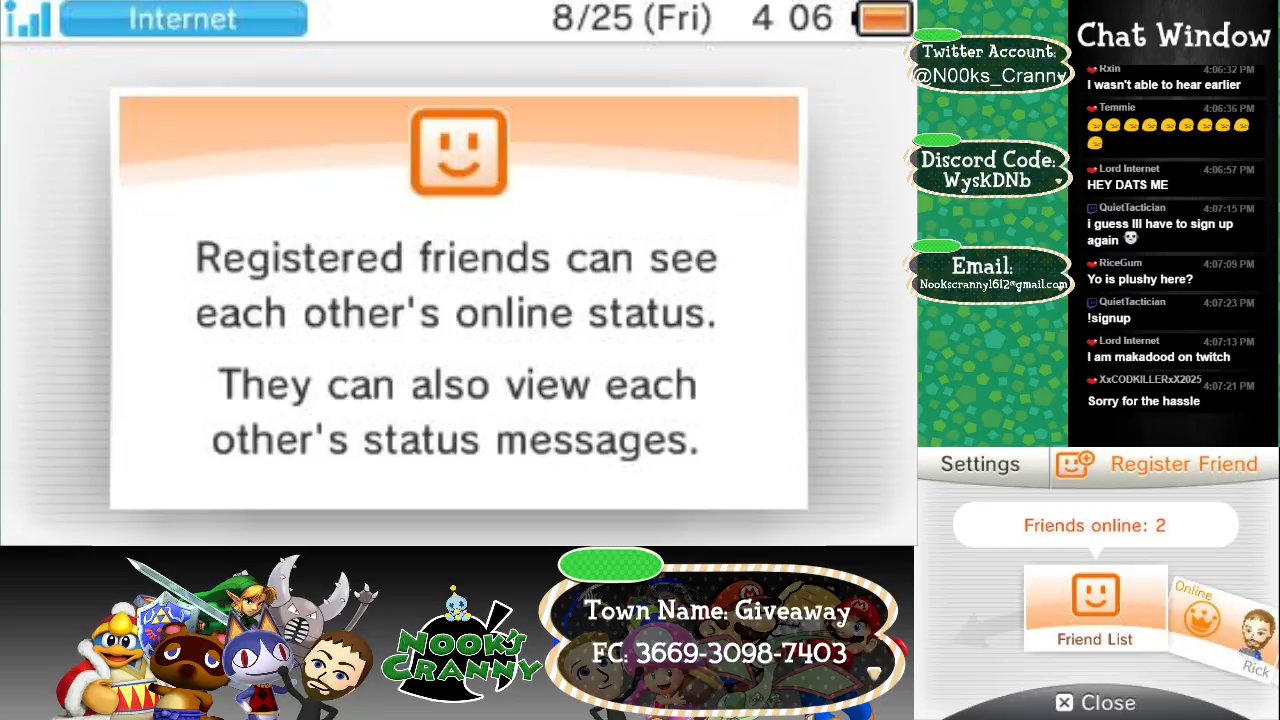 Internet
8/25 (Fri)
4 06
Registered friends can see
each other's online status.
They can also view each
other's status messages.
Twitter Account:
@N00ks_Cranny
Discord Code:
WyskDNb
Email:
Nookscranny1612@gmail.com
Chat Window
Rxin 4:06:32 PM
I wasn't able to hear earlier
Temmie 4:06:36 PM
Lord Internet 4:06:57 PM
HEY DATS ME
QuietTactician 4:07:15 PM
i guess Ill have to sign up
again
RiceGum 4:07:09 PM
Yo is plushy here?
QuietTactician 4:07:23 PM
!signup
Lord Internet 4:07:13 PM
I am makadood on twitch
XxCODKILLERxX2025 4:07:21 PM
Sorry for the hassle
Settings
Register Friend
Friends online: 2
Friend List
Online
Rick
Close
NOOK'S
CRANNY
Town Name: Giveaway
FC: 3669-3098-7403